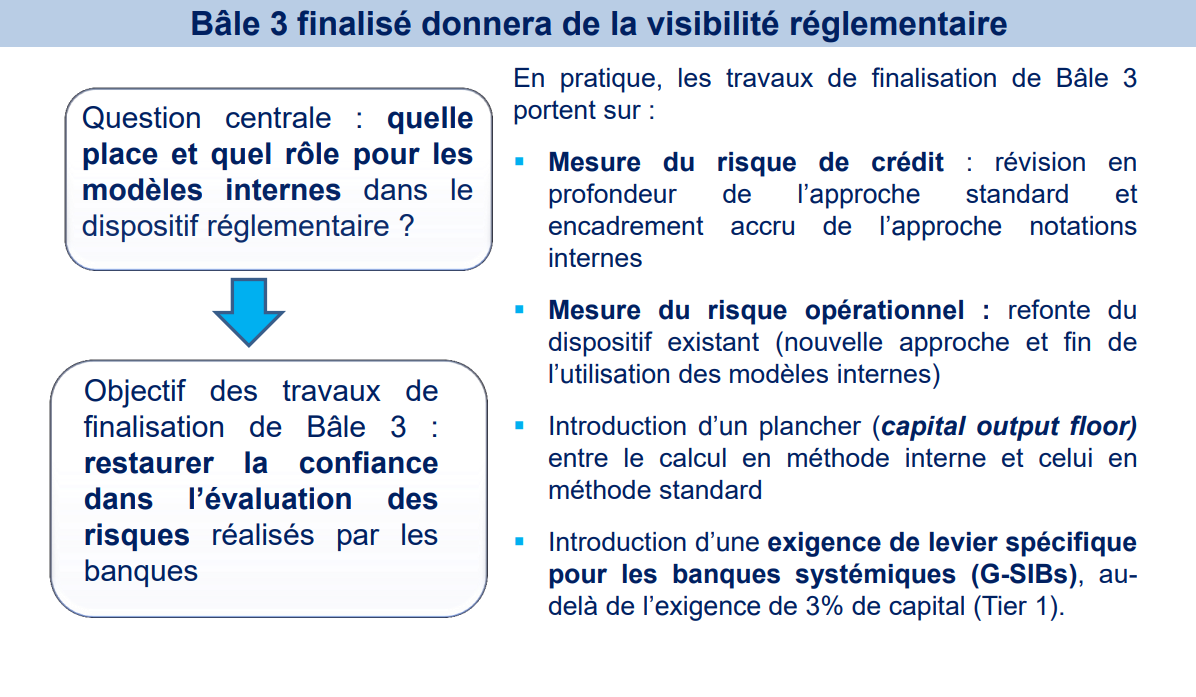 Bâle 3 finalisé donnera de la visibilité réglementaire
Question centrale : quelle
place et quel rôle pour les
modèles internes dans le
dispositif réglementaire ?
Objectif des travaux de
finalisation de Bâle 3 :
restaurer la confiance
dans l’évaluation des
risques réalisés par les
banques
En pratique, les travaux de finalisation de Bâle 3
portent sur :
▪ Mesure du risque de crédit : révision en
profondeur de l’approche standard et
encadrement accru de l’approche notations
internes
▪ Mesure du risque opérationnel : refonte du
dispositif existant (nouvelle approche et fin de
l’utilisation des modèles internes)
▪ Introduction d’un plancher (capital output floor)
entre le calcul en méthode interne et celui en
méthode standard
▪ Introduction d’une exigence de levier spécifique
pour les banques systémiques (G-SIBs), au-
delà de l’exigence de 3% de capital (Tier 1).